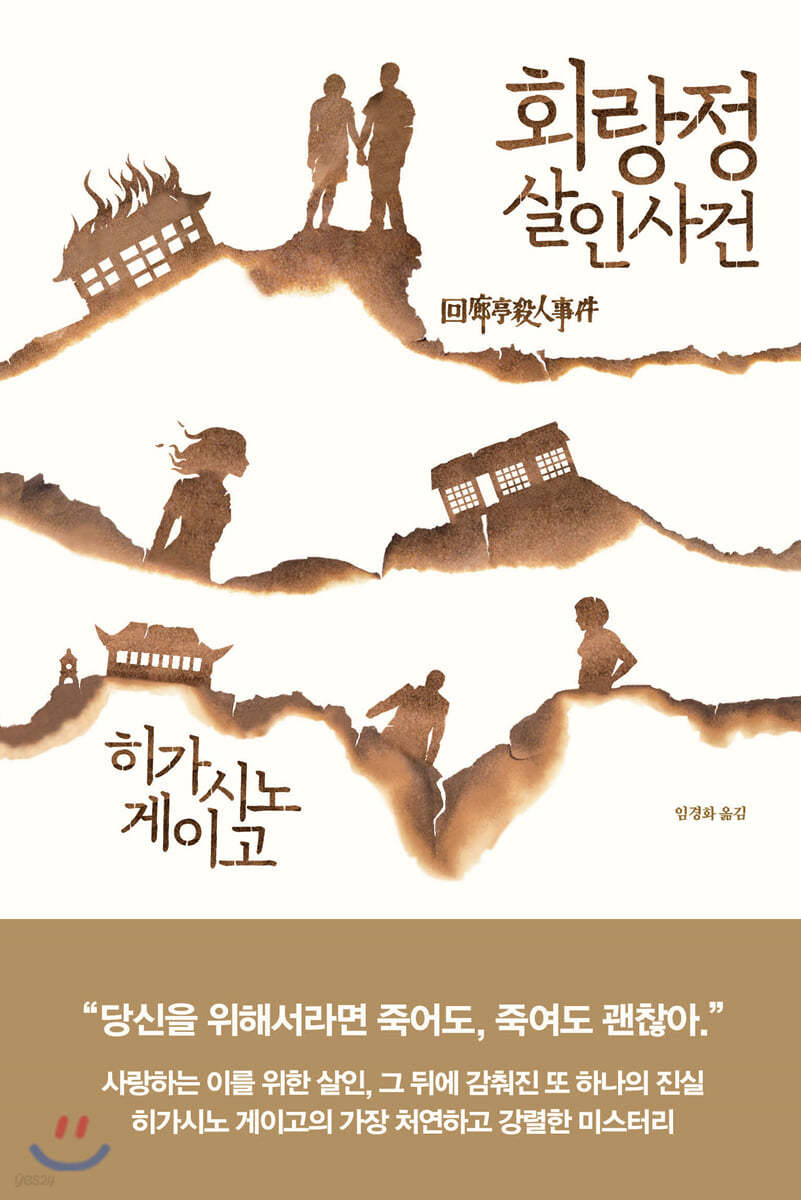 회랑정
살인사건
回廊亭殺人事件
히가시노
게이고
임경화 옮김
“당신을 위해서라면 죽어도, 죽여도 괜찮아.”
사랑하는 이를 위한 살인, 그 뒤에 감춰진 또 하나의 진실
히가시노 게이고의 가장 처연하고 강렬한 미스터리
yes24